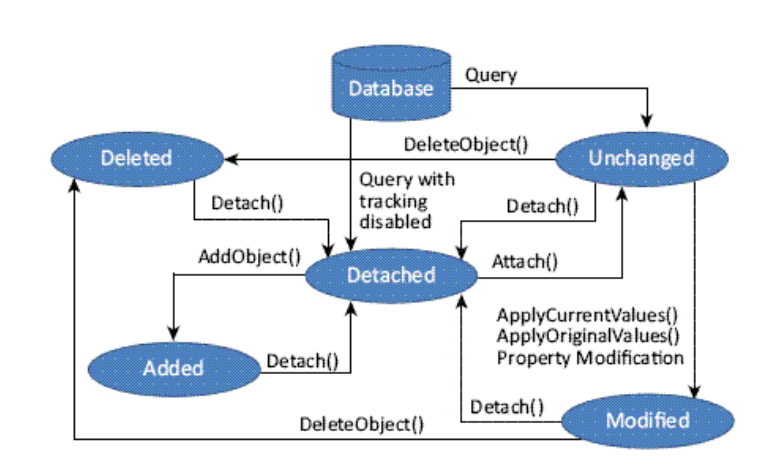 Query
Database
DeleteObject()
Deleted
Unchanged
Query with
tracking
disabled
Detach()
Detach()
AddObject()
Detached
Attach()
ApplyCurrentValues()
ApplyOriginalValues()
Property Modification
Added
Detach()
Detach()
DeleteObject()
Modified